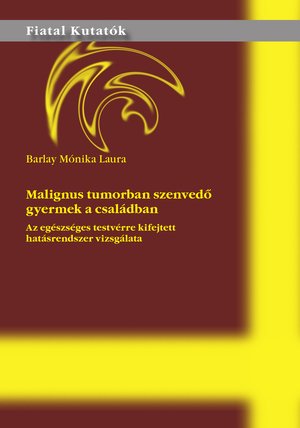 Fiatal Kutatók
Barlay Mónika Laura
Malignus tumorban szenvedő
gyermek a családban
Az egészséges testvérre kifejtett
hatásrendszer vizsgálata